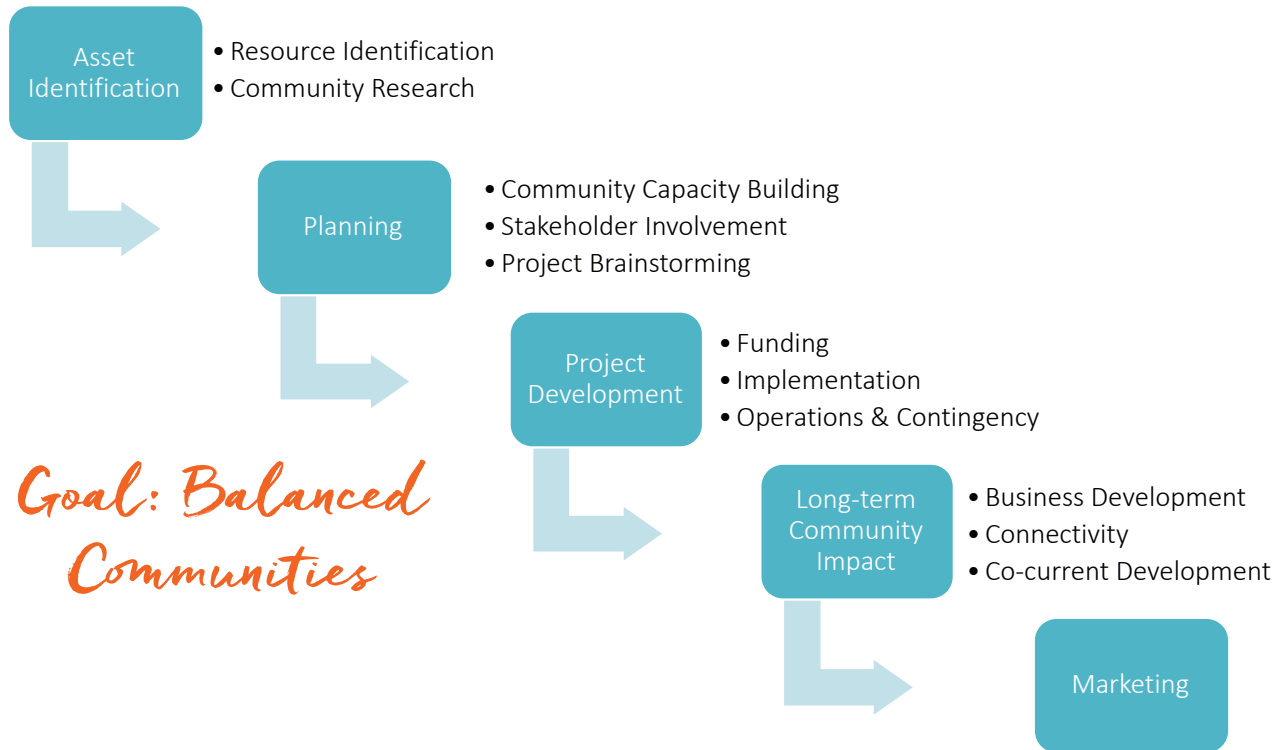 Asset
Identification
• Resource Identification
• Community Research
Planning
• Community Capacity Building
• Stakeholder Involvement
• Project Brainstorming
Project
Development
• Funding
• Implementation
• Operations & Contingency
Goal: Balanced
Communities
Long-term
Community
Impact
• Business Development
• Connectivity
• Co-current Development
Marketing